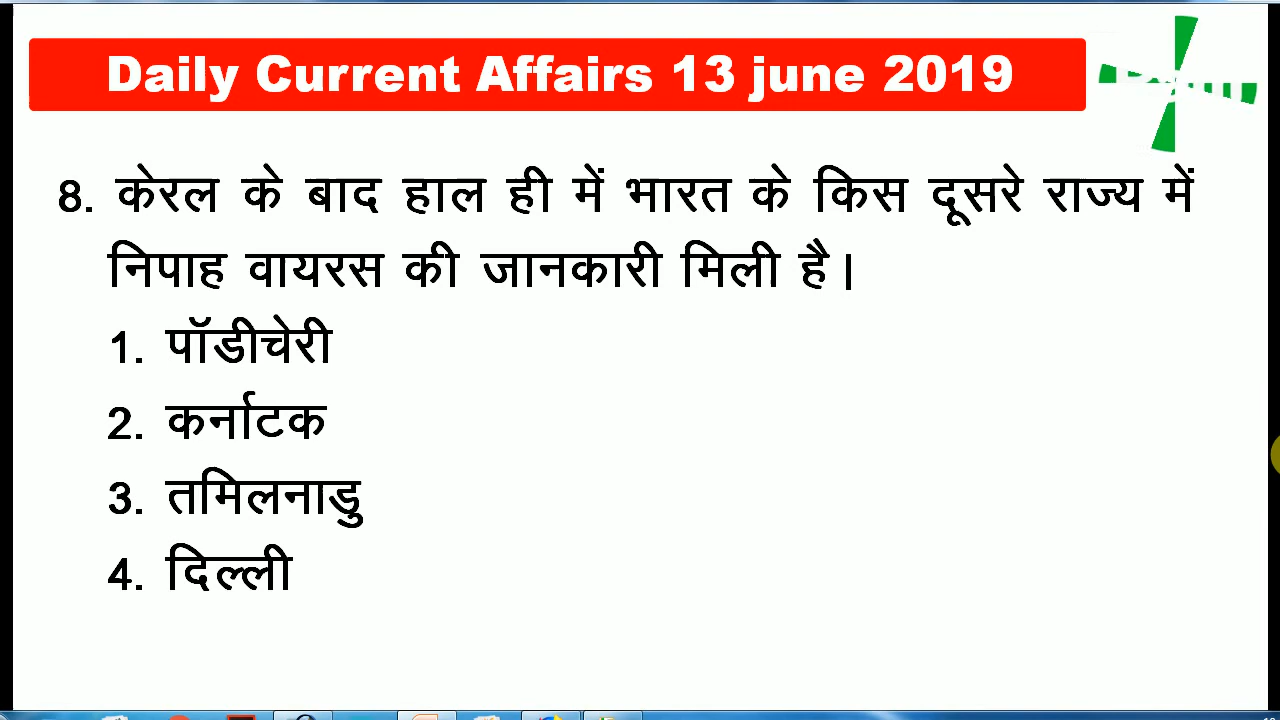 Daily Current Affairs 13 june 2019
8. केरल के बाद हाल ही में भारत के किस दूसरे राज्य में
निपाह वायरस की जानकारी मिली है।
1. पॉडीचेरी
2. कर्नाटक
3. तमिलनाडु
4. दिल्ली